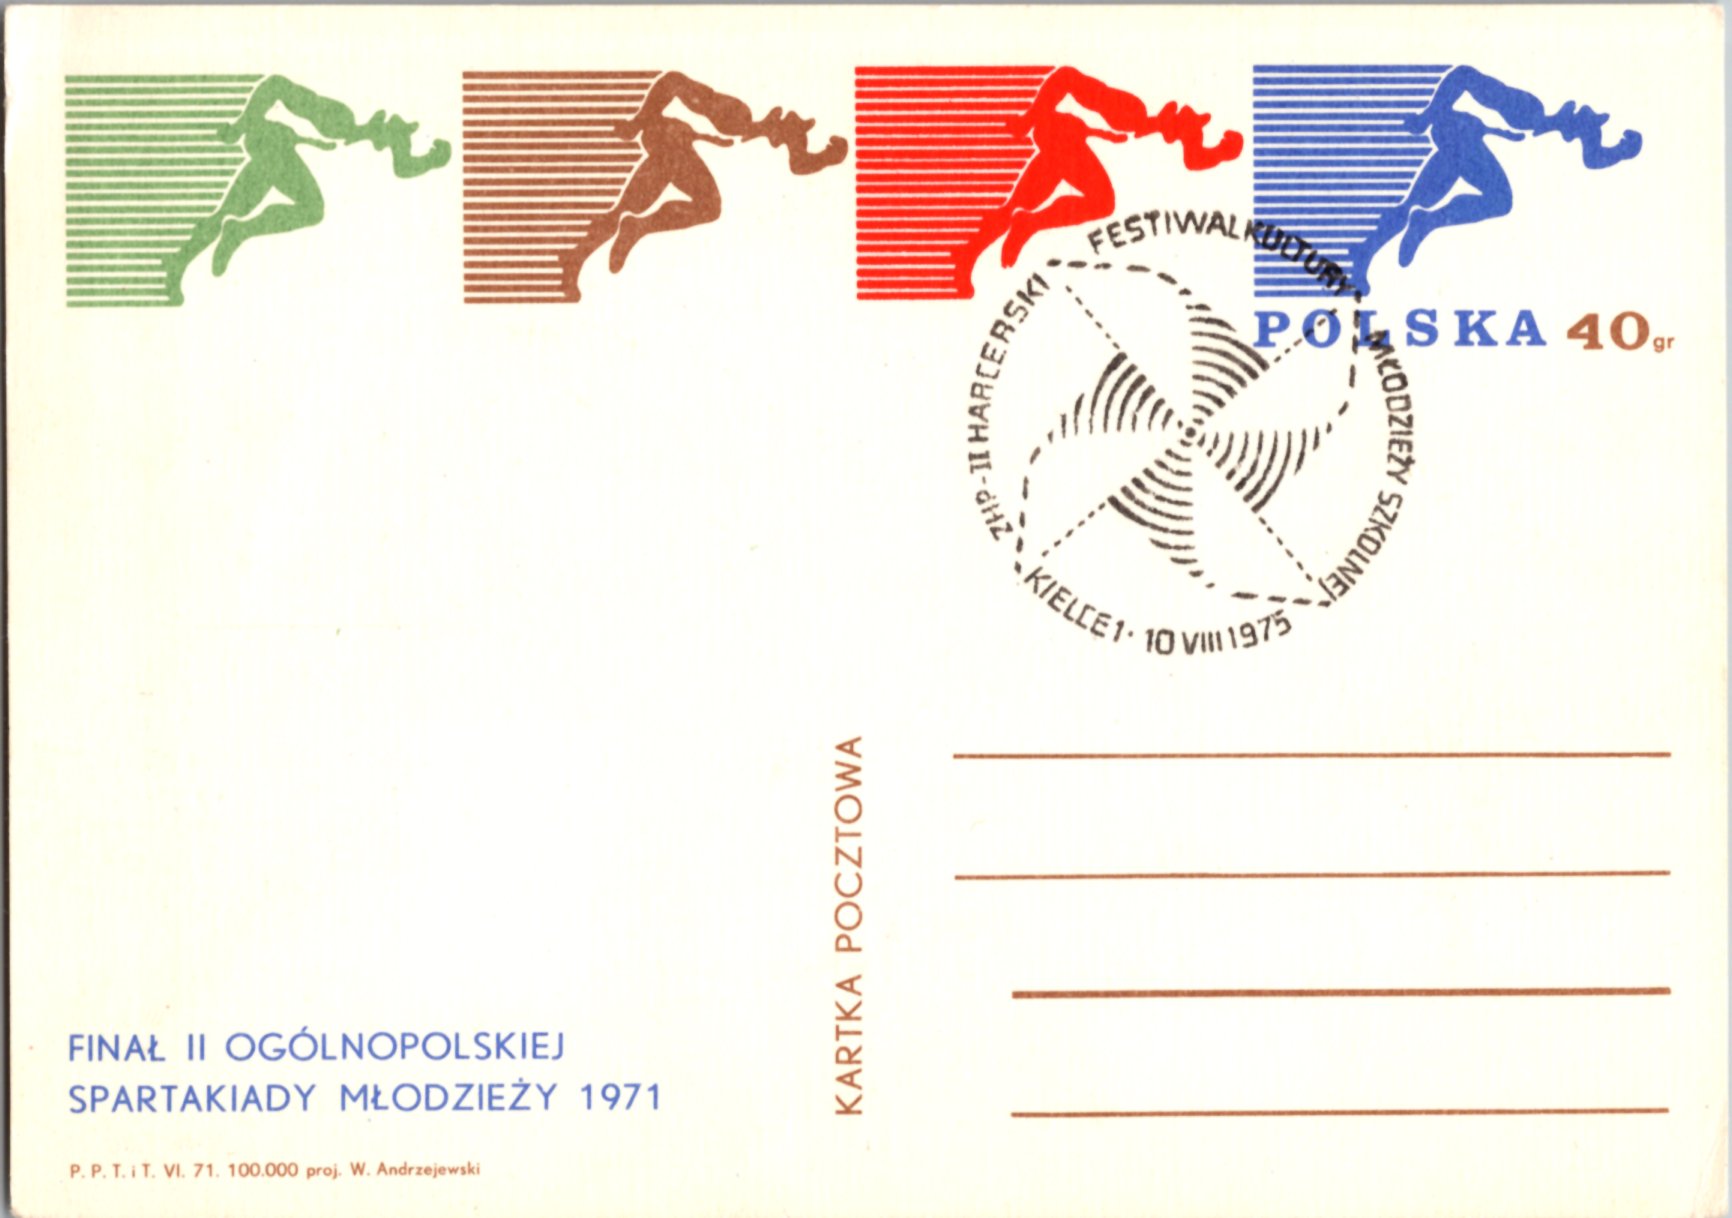 POLSKA 40gr
ZHP-II HARCERSKI FESTIWAL KULTURY MŁODZIEŻY SZKOLNEJ
KIELCE 1 · 10 VIII 1975
KARTKA POCZTOWA
FINAŁ II OGÓLNOPOLSKIEJ
SPARTAKIADY MŁODZIEŻY 1971
P. P. T. i T. VI. 71. 100.000 proj. W. Andrzejewski